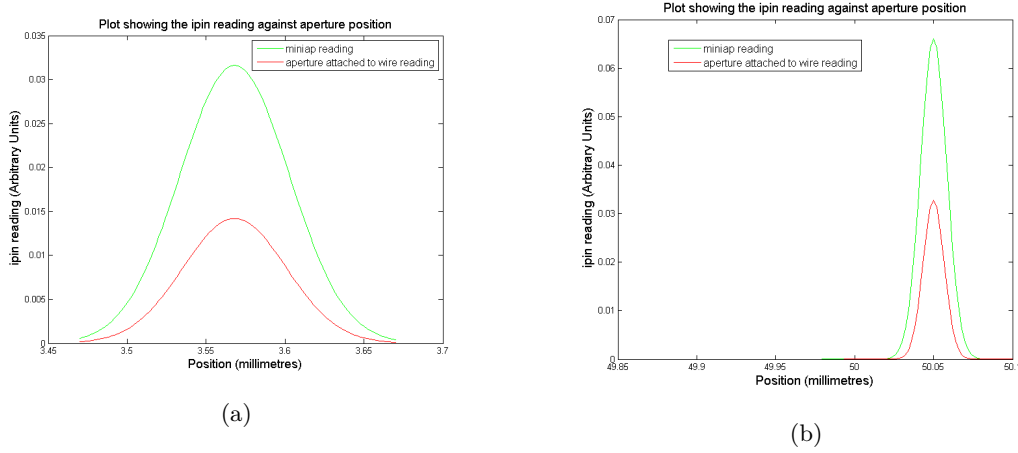 Plot showing the ipin reading against aperture position
0.035
0.03
0.025
0.02
0.015
0.01
0.005
0
ipin reading (Arbitrary Units)
miniap reading
aperture attached to wire reading
3.45 3.5 3.55 3.6 3.65 3.7
Position (millimetres)
(a)
Plot showing the ipin reading against aperture position
0.07
0.06
0.05
0.04
0.03
0.02
0.01
0
ipin reading (Arbitrary Units)
miniap reading
aperture attached to wire reading
49.85 49.9 49.95 50 50.05 50.1
Position (millimetres)
(b)